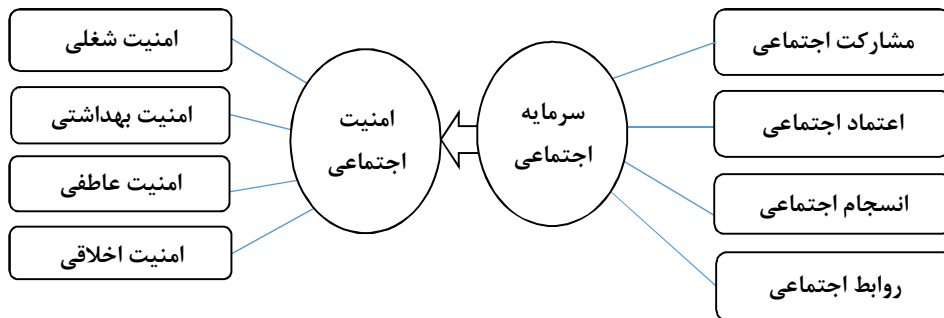 مشارکت اجتماعی
اعتماد اجتماعی
انسجام اجتماعی
روابط اجتماعی
سرمایه
اجتماعی
امنیت
اجتماعی
امنیت شغلی
امنیت بهداشتی
امنیت عاطفی
امنیت اخلاقی